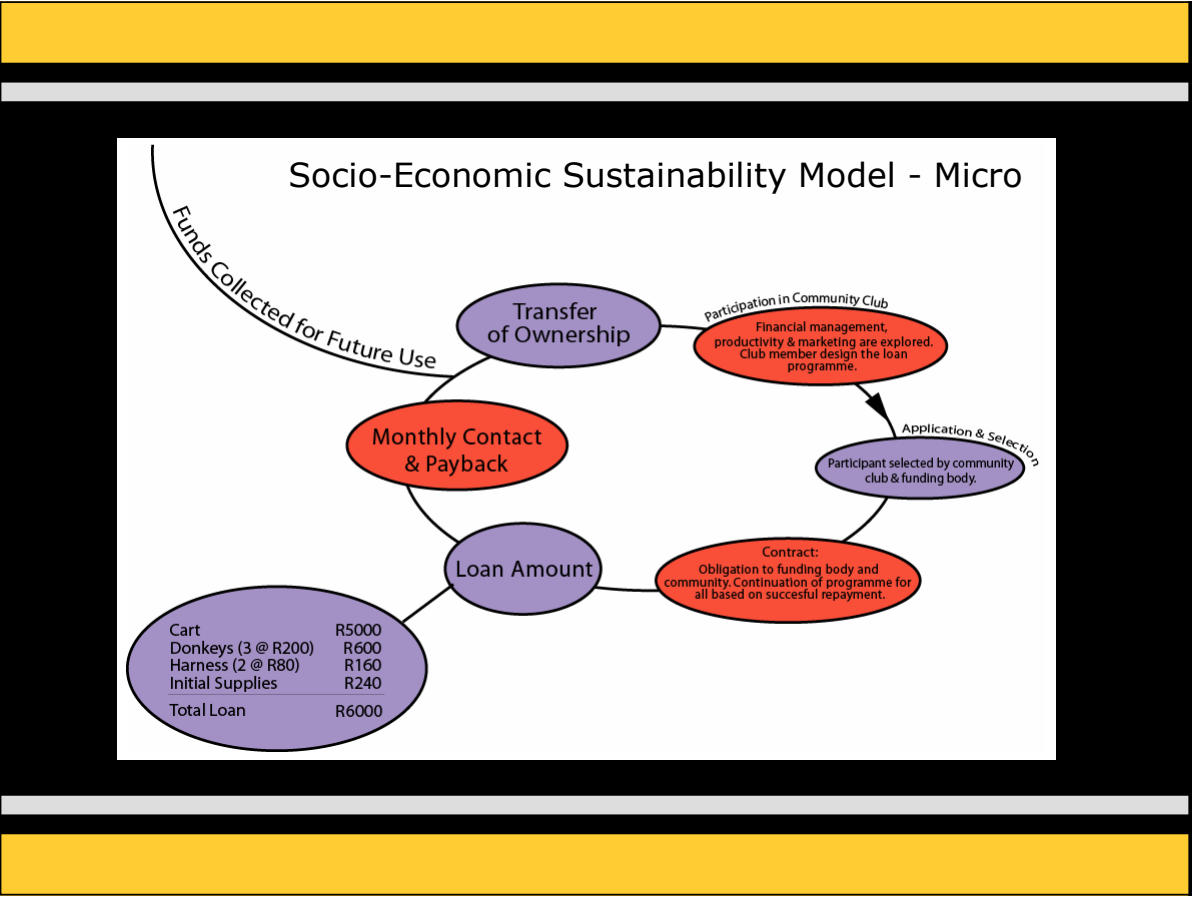 Socio-Economic Sustainability Model - Micro
Funds Collected for Future Use
Transfer
of Ownership
Participation in Community Club
Financial management,
productivity & marketing are explored.
Club member design the loan
programme.
Application & Selection
Participant selected by community
club & funding body.
Monthly Contact
& Payback
Contract:
Obligation to funding body and
community. Continuation of programme for
all based on succesful repayment.
Loan Amount
Cart R5000
Donkeys (3 @ R200) R600
Harness (2 @ R80) R160
Initial Supplies R240
Total Loan R6000